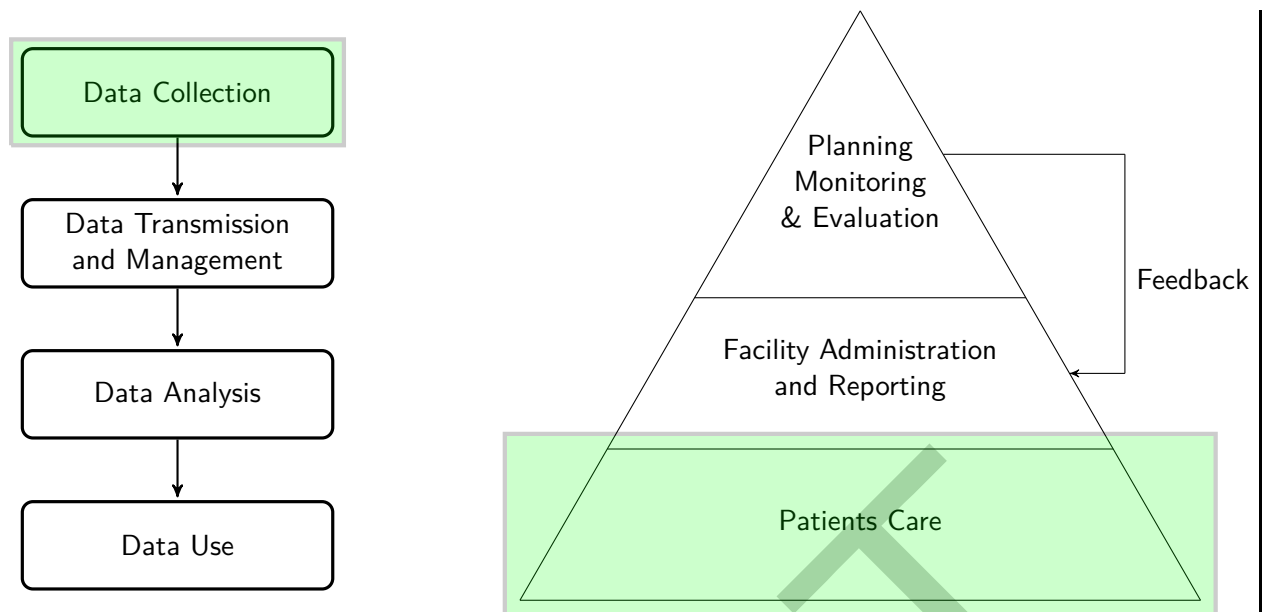 Data Collection
Data Transmission
and Management
Data Analysis
Data Use
Planning
Monitoring
& Evaluation
Feedback
Facility Administration
and Reporting
Patients Care